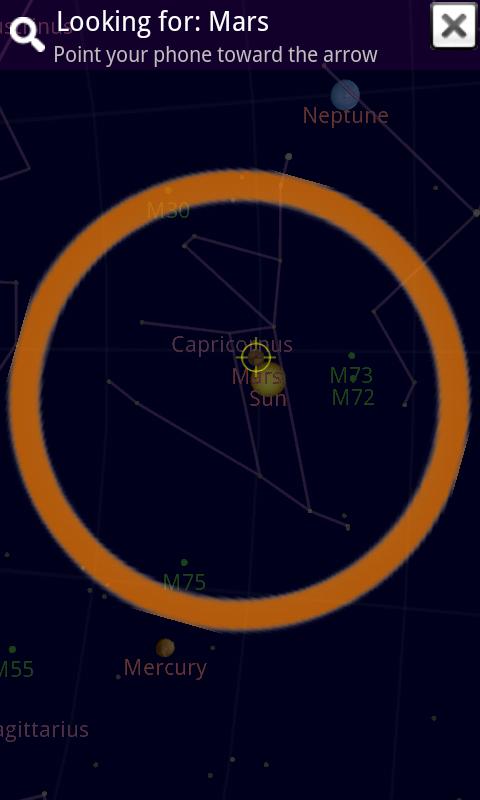 Looking for: Mars
Point your phone toward the arrow
Neptune
M30
Capricornus
Mars
Sun
M73
M72
M75
Mercury
M55
agittarius